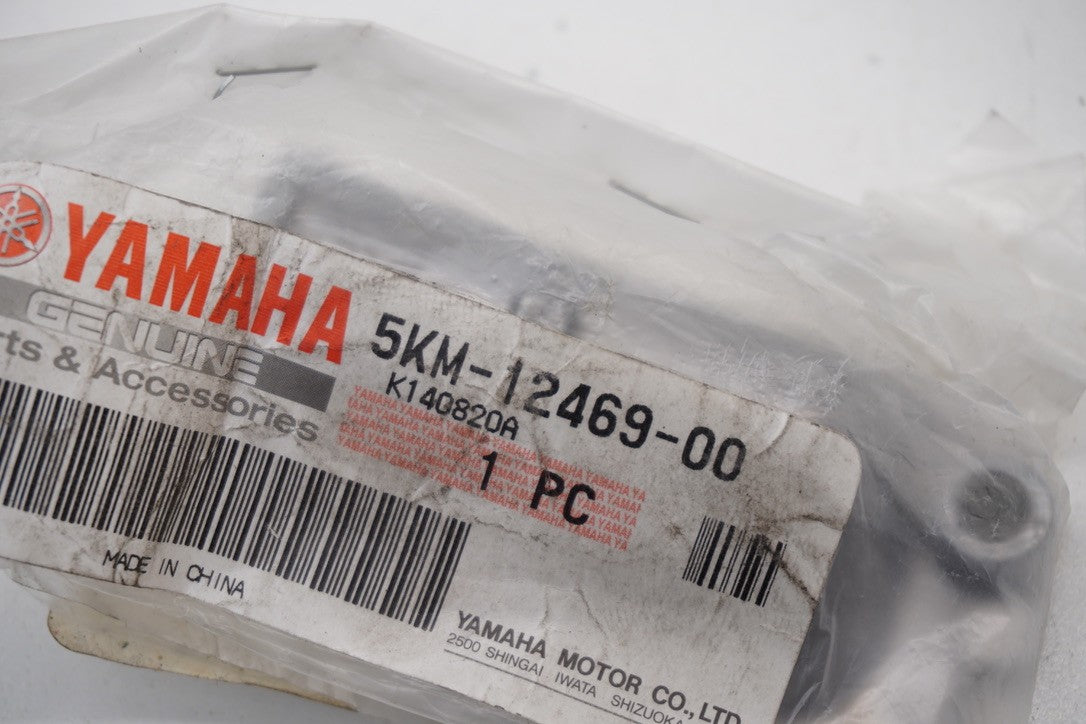 YAMAHA
GENUINE
rts & Accessories
5KM-12469-00
K140820A
1 PC
MADE IN CHINA
YAMAHA MOTOR CO., LTD
2500 SHINGAI IWATA SHIZUOKA